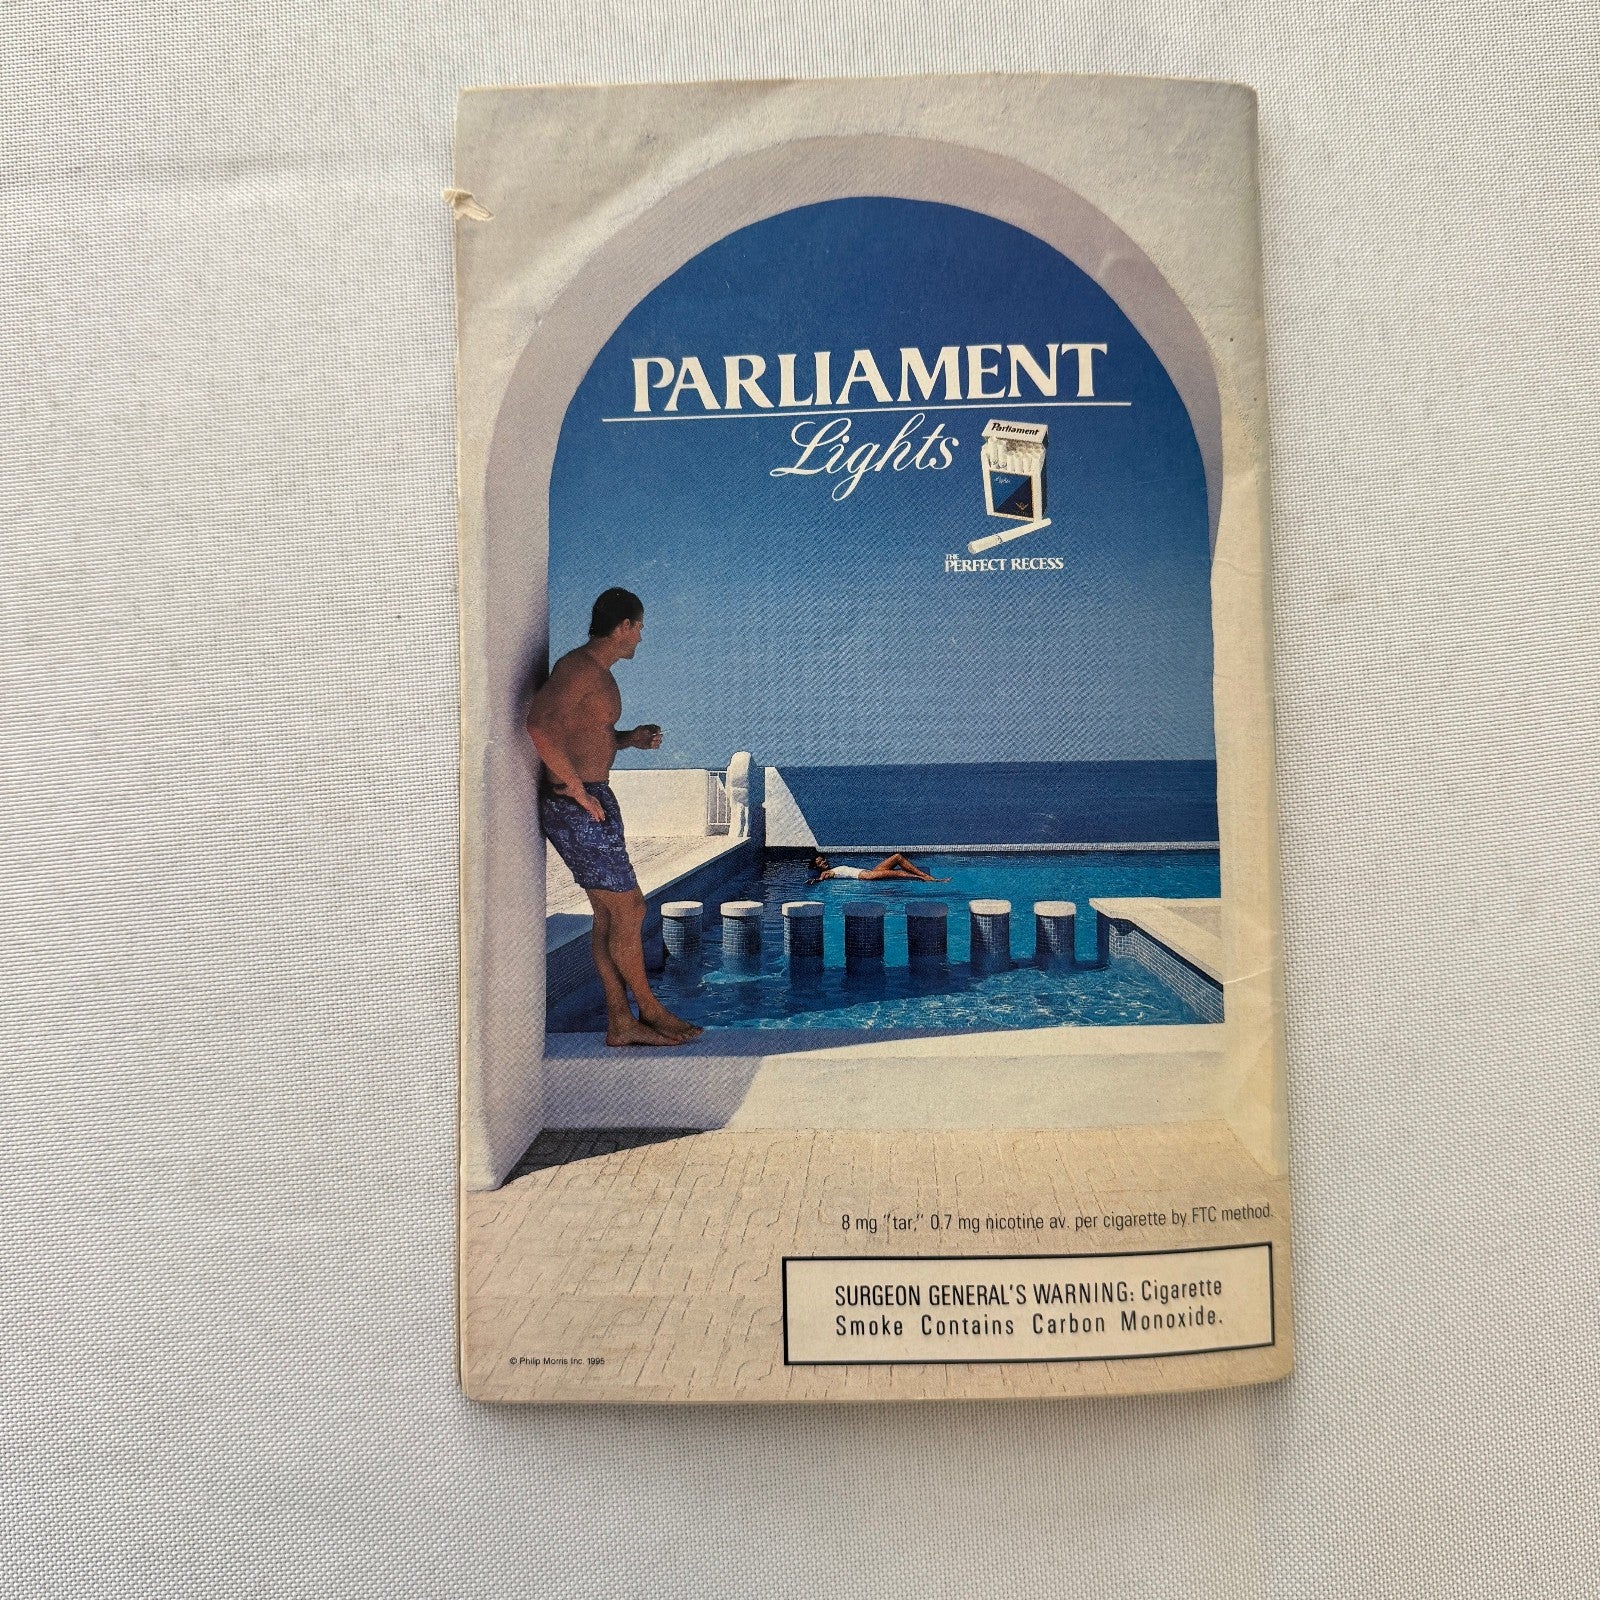 PARLIAMENT
Lights
Parliament
Lights
THE
PERFECT RECESS
8 mg "tar," 0.7 mg nicotine av. per cigarette by FTC method.
SURGEON GENERAL'S WARNING: Cigarette
Smoke Contains Carbon Monoxide.
© Philip Morris Inc. 1995